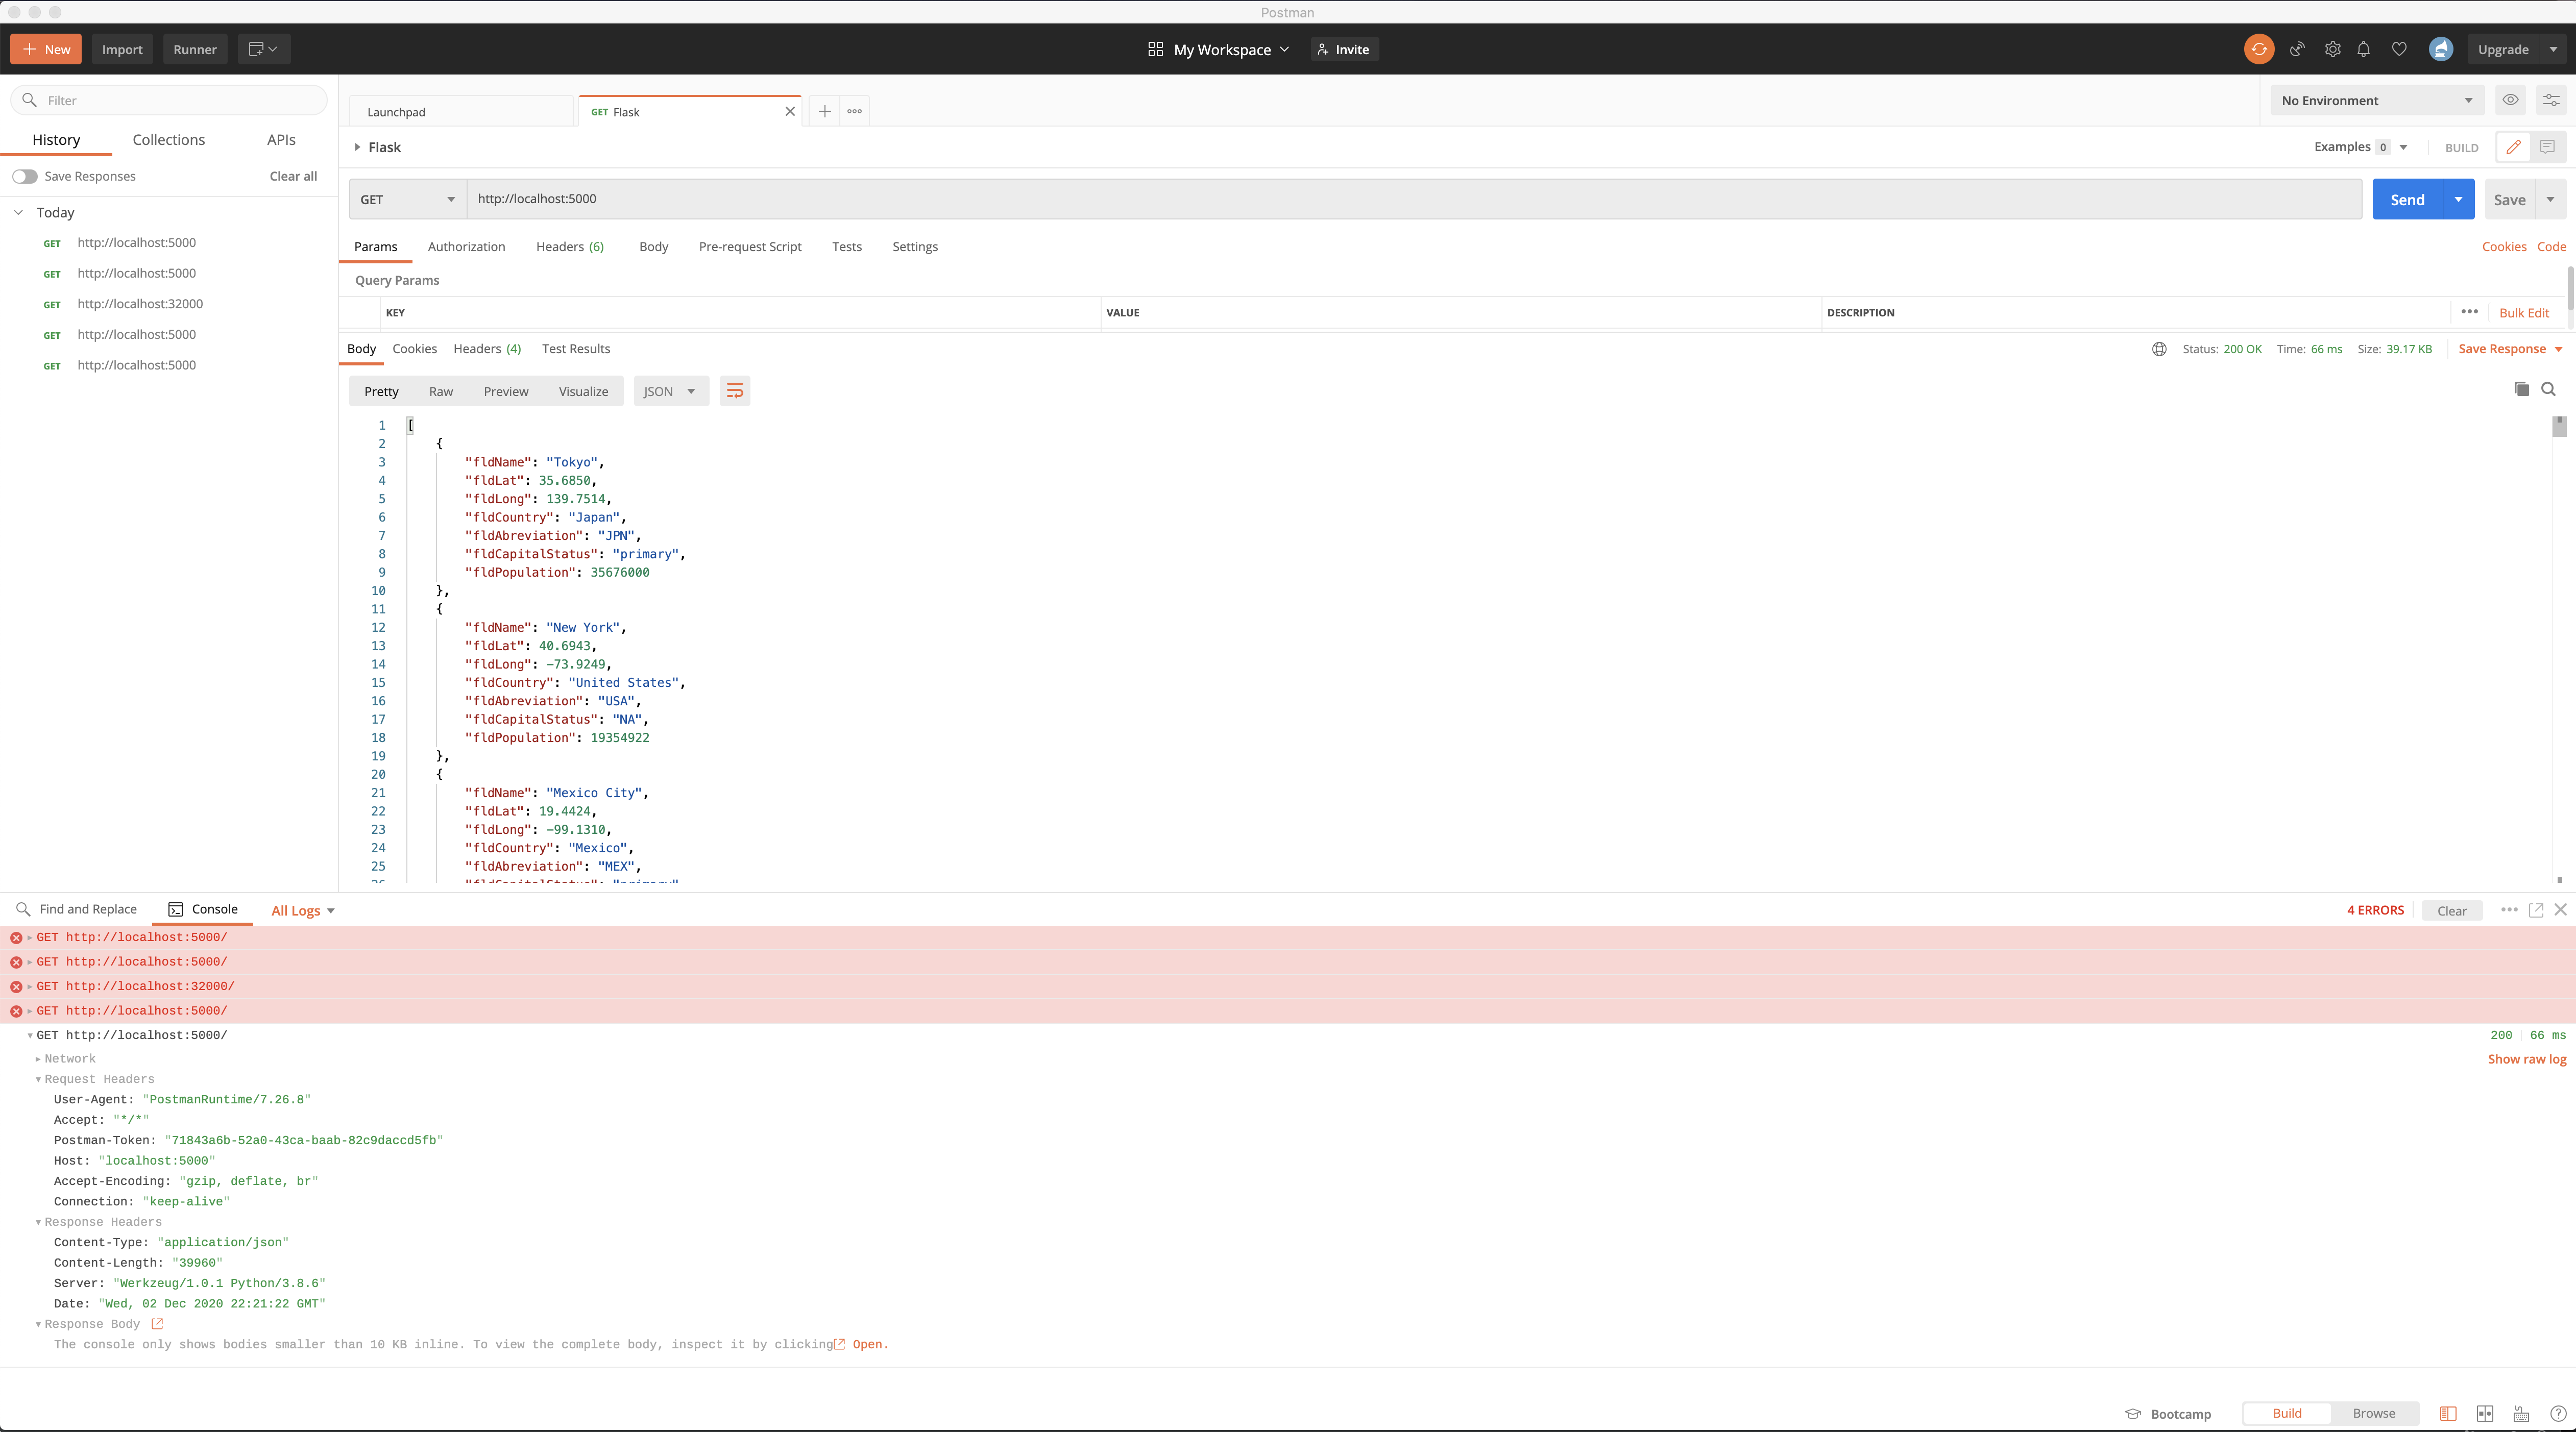 Postman
New Import Runner My Workspace Invite Upgrade
Filter
History Collections APIs
Save Responses Clear all
Today
GET http://localhost:5000
GET http://localhost:5000
GET http://localhost:32000
GET http://localhost:5000
GET http://localhost:5000
Launchpad GET Flask No Environment
Flask Examples 0 BUILD
GET http://localhost:5000 Send Save
Params Authorization Headers (6) Body Pre-request Script Tests Settings Cookies Code
Query Params
KEY VALUE DESCRIPTION Bulk Edit
Body Cookies Headers (4) Test Results Status: 200 OK Time: 66 ms Size: 39.17 KB Save Response
Pretty Raw Preview Visualize JSON
1 [
2 {
3 "fldName": "Tokyo",
4 "fldLat": 35.6850,
5 "fldLong": 139.7514,
6 "fldCountry": "Japan",
7 "fldAbreviation": "JPN",
8 "fldCapitalStatus": "primary",
9 "fldPopulation": 35676000
10 },
11 {
12 "fldName": "New York",
13 "fldLat": 40.6943,
14 "fldLong": -73.9249,
15 "fldCountry": "United States",
16 "fldAbreviation": "USA",
17 "fldCapitalStatus": "NA",
18 "fldPopulation": 19354922
19 },
20 {
21 "fldName": "Mexico City",
22 "fldLat": 19.4424,
23 "fldLong": -99.1310,
24 "fldCountry": "Mexico",
25 "fldAbreviation": "MEX",
Find and Replace Console All Logs 4 ERRORS Clear
GET http://localhost:5000/
GET http://localhost:5000/
GET http://localhost:32000/
GET http://localhost:5000/
GET http://localhost:5000/ 200 66 ms
Network Show raw log
Request Headers
User-Agent: "PostmanRuntime/7.26.8"
Accept: "*/*"
Postman-Token: "71843a6b-52a0-43ca-baab-82c9daccd5fb"
Host: "localhost:5000"
Accept-Encoding: "gzip, deflate, br"
Connection: "keep-alive"
Response Headers
Content-Type: "application/json"
Content-Length: "39960"
Server: "Werkzeug/1.0.1 Python/3.8.6"
Date: "Wed, 02 Dec 2020 22:21:22 GMT"
Response Body
The console only shows bodies smaller than 10 KB inline. To view the complete body, inspect it by clicking Open.
Bootcamp Build Browse